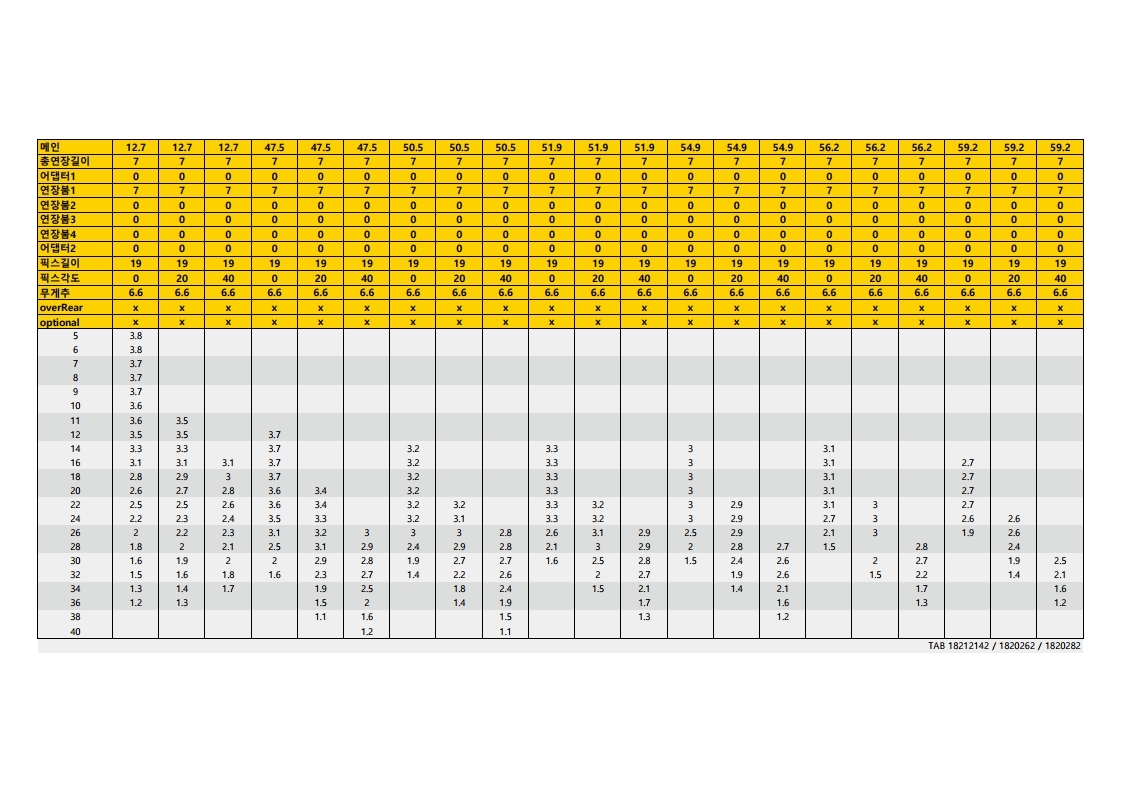 메인 12.7 12.7 12.7 47.5 47.5 47.5 50.5 50.5 50.5 51.9 51.9 51.9 54.9 54.9 54.9 56.2 56.2 56.2 59.2 59.2 59.2
총연장길이 7 7 7 7 7 7 7 7 7 7 7 7 7 7 7 7 7 7 7 7 7
어댑터1 0 0 0 0 0 0 0 0 0 0 0 0 0 0 0 0 0 0 0 0 0
연장붐1 7 7 7 7 7 7 7 7 7 7 7 7 7 7 7 7 7 7 7 7 7
연장붐2 0 0 0 0 0 0 0 0 0 0 0 0 0 0 0 0 0 0 0 0 0
연장붐3 0 0 0 0 0 0 0 0 0 0 0 0 0 0 0 0 0 0 0 0 0
연장붐4 0 0 0 0 0 0 0 0 0 0 0 0 0 0 0 0 0 0 0 0 0
어댑터2 0 0 0 0 0 0 0 0 0 0 0 0 0 0 0 0 0 0 0 0 0
픽스길이 19 19 19 19 19 19 19 19 19 19 19 19 19 19 19 19 19 19 19 19 19
픽스각도 0 20 40 0 20 40 0 20 40 0 20 40 0 20 40 0 20 40 0 20 40
무게추 6.6 6.6 6.6 6.6 6.6 6.6 6.6 6.6 6.6 6.6 6.6 6.6 6.6 6.6 6.6 6.6 6.6 6.6 6.6 6.6 6.6
overRear x x x x x x x x x x x x x x x x x x x x x
optional x x x x x x x x x x x x x x x x x x x x x
5 3.8
6 3.8
7 3.7
8 3.7
9 3.7
10 3.6
11 3.6 3.5
12 3.5 3.5 3.7
14 3.3 3.3 3.7 3.2 3.3 3 3.1
16 3.1 3.1 3.1 3.7 3.2 3.3 3 3.1 2.7
18 2.8 2.9 3 3.7 3.2 3.3 3 3.1 2.7
20 2.6 2.7 2.8 3.6 3.4 3.2 3.3 3 3.1 2.7
22 2.5 2.5 2.6 3.6 3.4 3.2 3.2 3.3 3.2 3 2.9 3.1 3 2.7
24 2.2 2.3 2.4 3.5 3.3 3.2 3.1 3.3 3.2 3 2.9 2.7 3 2.6 2.6
26 2 2.2 2.3 3.1 3.2 3 3 3 2.8 2.6 3.1 2.9 2.5 2.9 2.1 3 1.9 2.6
28 1.8 2 2.1 2.5 3.1 2.9 2.4 2.9 2.8 2.1 3 2.9 2 2.8 2.7 1.5 2.8 2.4
30 1.6 1.9 2 2 2.9 2.8 1.9 2.7 2.7 1.6 2.5 2.8 1.5 2.4 2.6 2 2.7 1.9 2.5
32 1.5 1.6 1.8 1.6 2.3 2.7 1.4 2.2 2.6 2 2.7 1.9 2.6 1.5 2.2 1.4 2.1
34 1.3 1.4 1.7 1.9 2.5 1.8 2.4 1.5 2.1 1.4 2.1 1.7 1.6
36 1.2 1.3 1.5 2 1.4 1.9 1.7 1.6 1.3 1.2
38 1.1 1.6 1.5 1.3 1.2
40 1.2 1.1
TAB 18212142 / 1820262 / 1820282